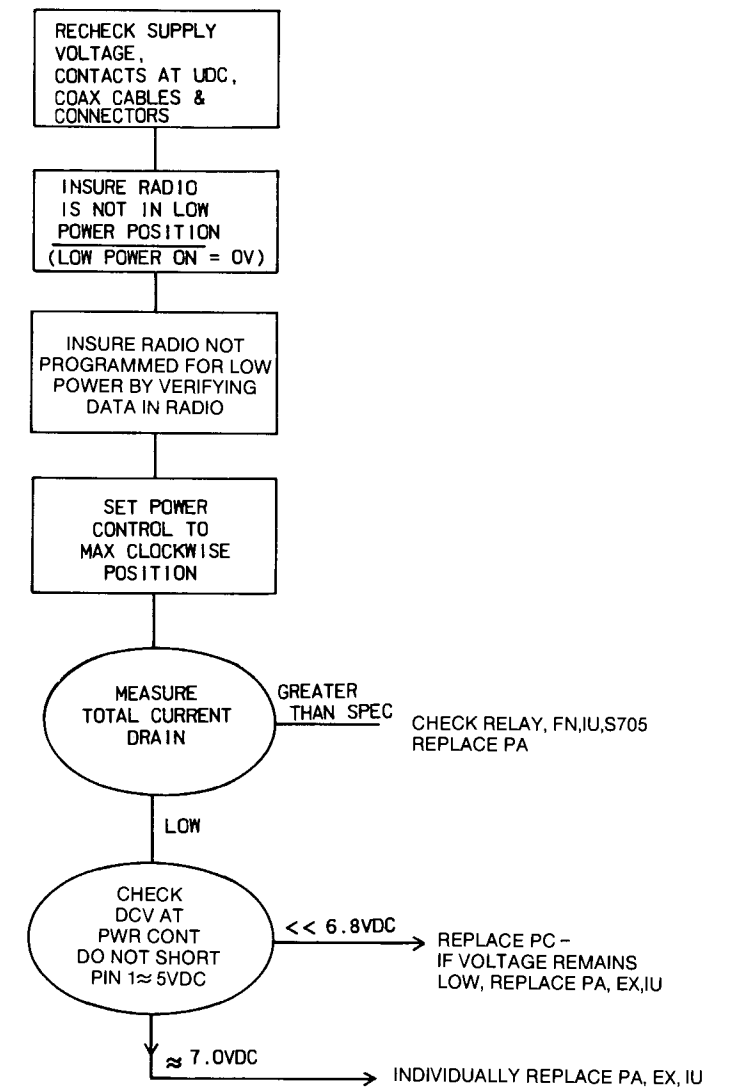 RECHECK SUPPLY
VOLTAGE,
CONTACTS AT UDC,
COAX CABLES &
CONNECTORS
INSURE RADIO
IS NOT IN LOW
POWER POSITION
(LOW POWER ON = 0V)
INSURE RADIO NOT
PROGRAMMED FOR LOW
POWER BY VERIFYING
DATA IN RADIO
SET POWER
CONTROL TO
MAX CLOCKWISE
POSITION
MEASURE
TOTAL CURRENT
DRAIN
GREATER
THAN SPEC
CHECK RELAY, FN,IU,S705
REPLACE PA
LOW
CHECK
DCV AT
PWR CONT
DO NOT SHORT
PIN 1≈ 5VDC
<< 6.8VDC
REPLACE PC –
IF VOLTAGE REMAINS
LOW, REPLACE PA, EX,IU
≈ 7.0VDC
INDIVIDUALLY REPLACE PA, EX, IU